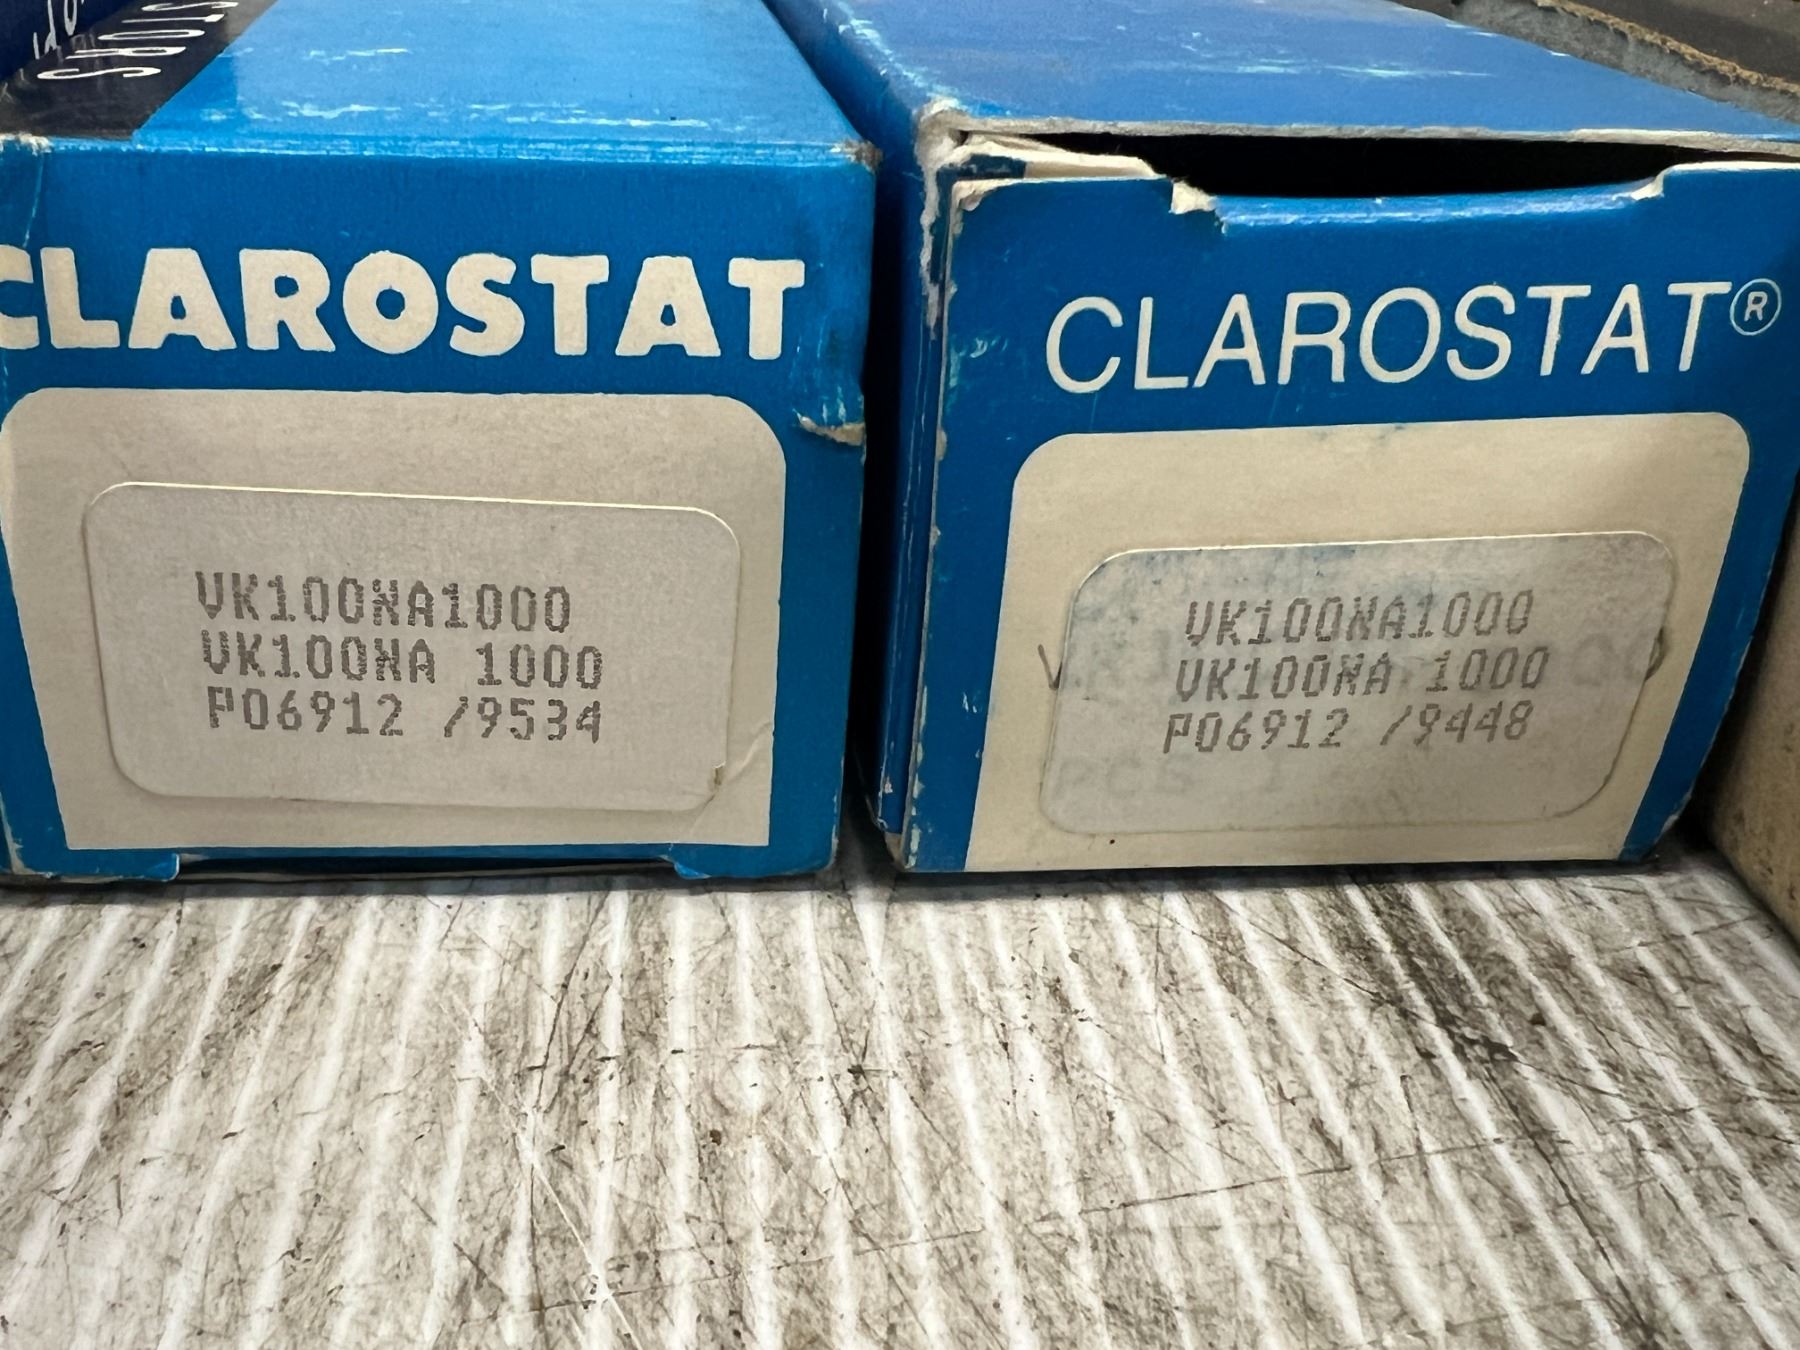 CLAROSTAT
VK100NA1000
VK100NA 1000
P06912 /9534
CLAROSTAT®
VK100NA1000
VK100NA 1000
P06912 /9448